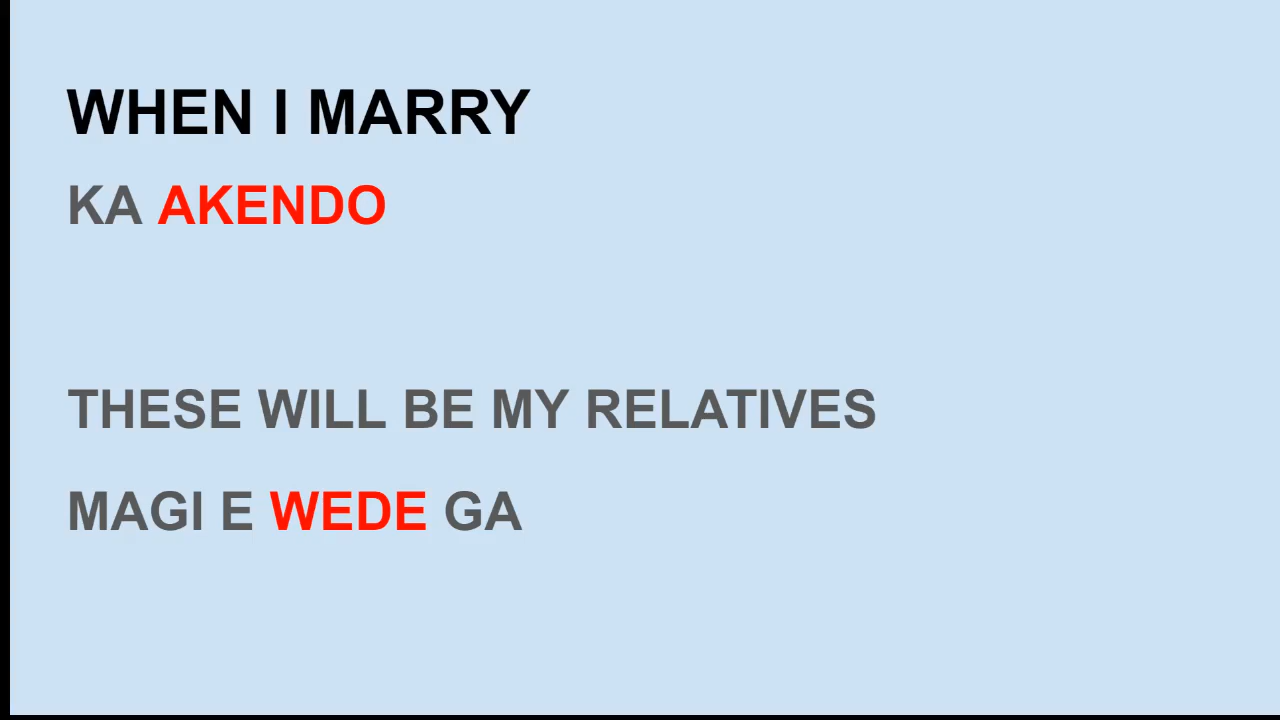 WHEN I MARRY
KA AKENDO
THESE WILL BE MY RELATIVES
MAGI E WEDE GA